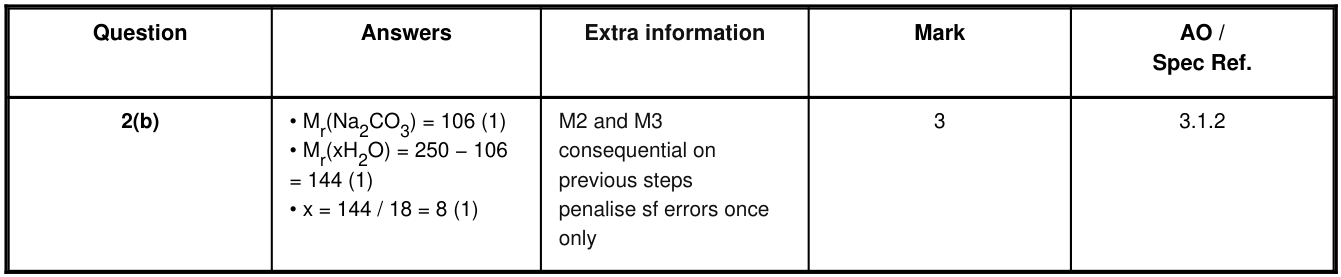 Question Answers Extra information Mark AO /
Spec Ref.
2(b)
• Mr(Na2CO3) = 106 (1)
• Mr(xH2O) = 250 – 106
= 144 (1)
• x = 144 / 18 = 8 (1)
M2 and M3
consequential on
previous steps
penalise sf errors once
only
3
3.1.2